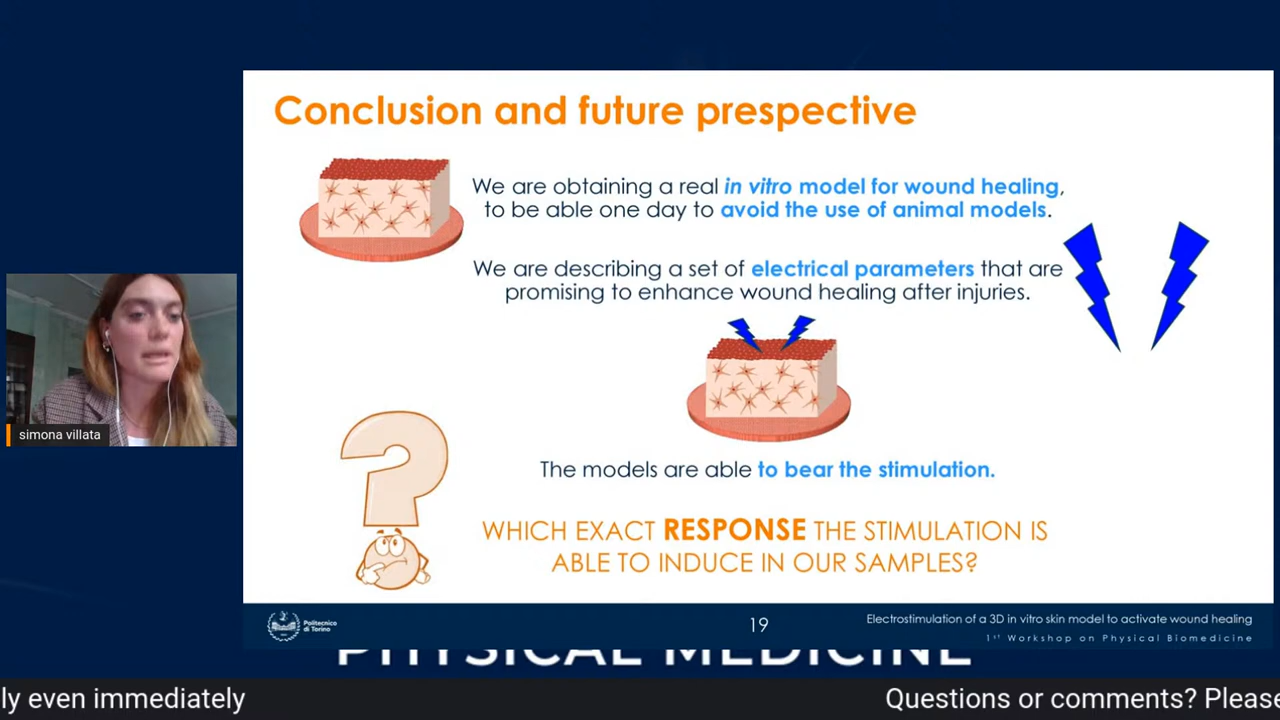 Conclusion and future prespective
We are obtaining a real in vitro model for wound healing,
to be able one day to avoid the use of animal models.
We are describing a set of electrical parameters that are
promising to enhance wound healing after injuries.
simona villata
The models are able to bear the stimulation.
WHICH EXACT RESPONSE THE STIMULATION IS
ABLE TO INDUCE IN OUR SAMPLES?
Politecnico
di Torino
19
Electrostimulation of a 3D in vitro skin model to activate wound healing
1st Workshop on Physical Biomedicine
PHYSICAL MEDICINE
ly even immediately
Questions or comments? Please